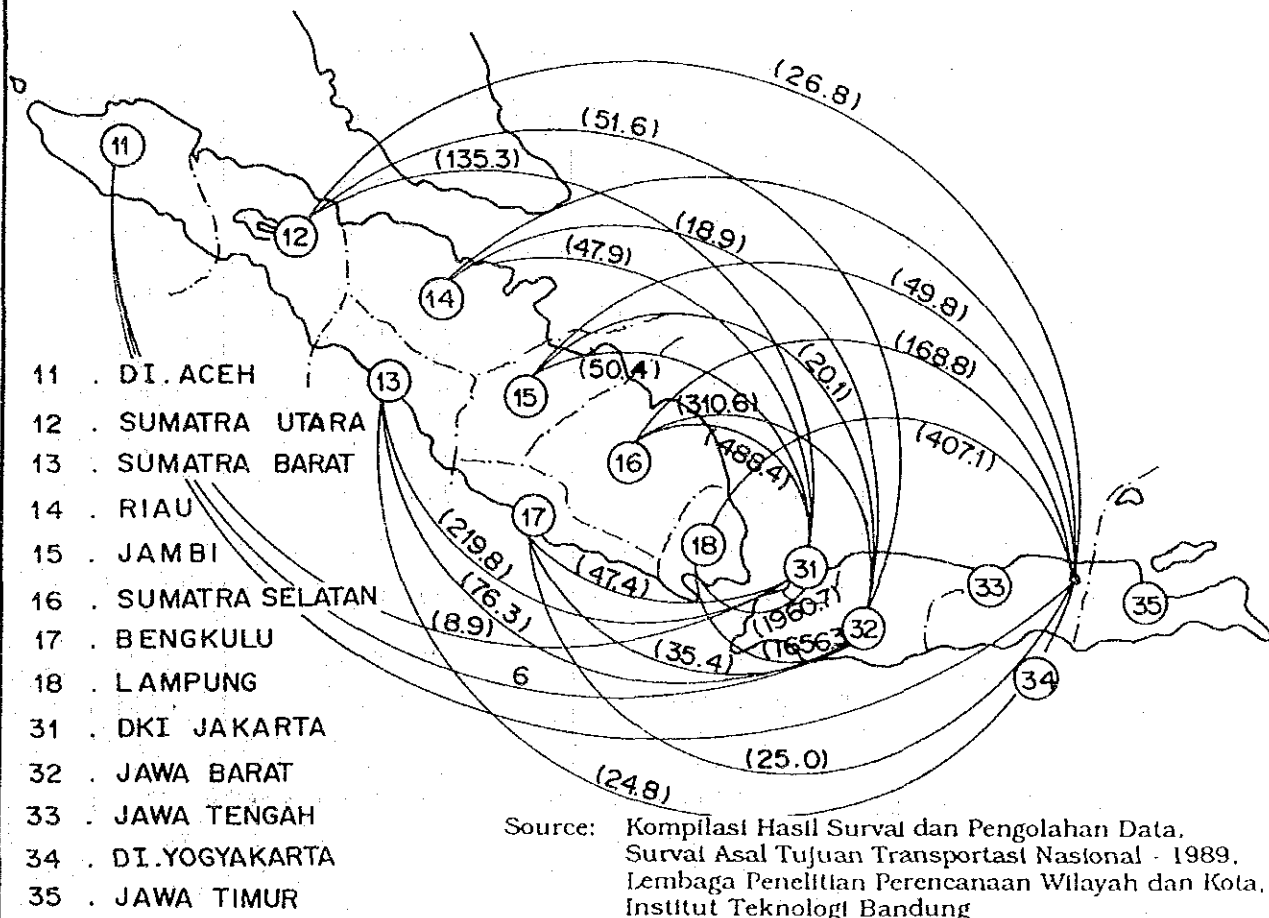 (26.8)
(51.6)
(135.3)
11
(18.9)
(47.9)
12
14
(49.8)
(168.8)
(20.1)
(50.4)
13
15
(310.6)
(407.1)
(488.4)
16
17
18
(219.8)
31
(47.4)
33
35
(76.3)
(1960.7)
(8.9)
32
(35.4)
(1656.3
6
34
(25.0)
(24.8)
11 . DI. ACEH
12 . SUMATRA UTARA
13 . SUMATRA BARAT
14 . RIAU
15 . JAMBI
16 . SUMATRA SELATAN
17 . BENGKULU
18 . LAMPUNG
31 . DKI JAKARTA
32 . JAWA BARAT
33 . JAWA TENGAH
34 . DI.YOGYAKARTA
35 . JAWA TIMUR
Source: Kompilasi Hasil Survai dan Pengolahan Data,
Survai Asal Tujuan Transportasi Nasional - 1989,
Lembaga Penelitian Perencanaan Wilayah dan Kota,
Institut Teknologi Bandung